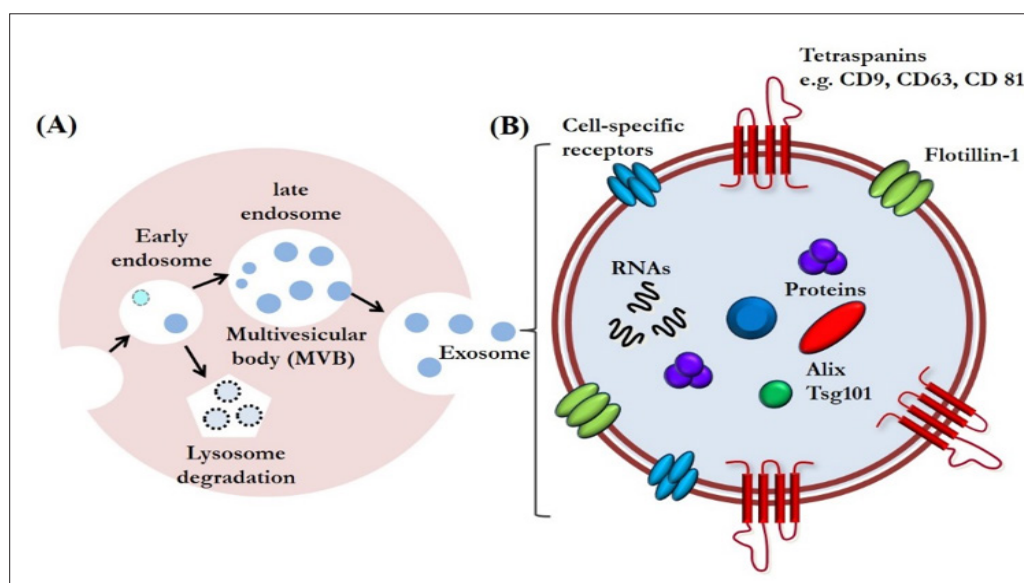 (A)
late
endosome
Early
endosome
Multivesicular
body (MVB)
Exosome
Lysosome
degradation
(B)
Tetraspanins
e.g. CD9, CD63, CD 81
Cell-specific
receptors
Flotillin-1
RNAs
Proteins
Alix
Tsg101